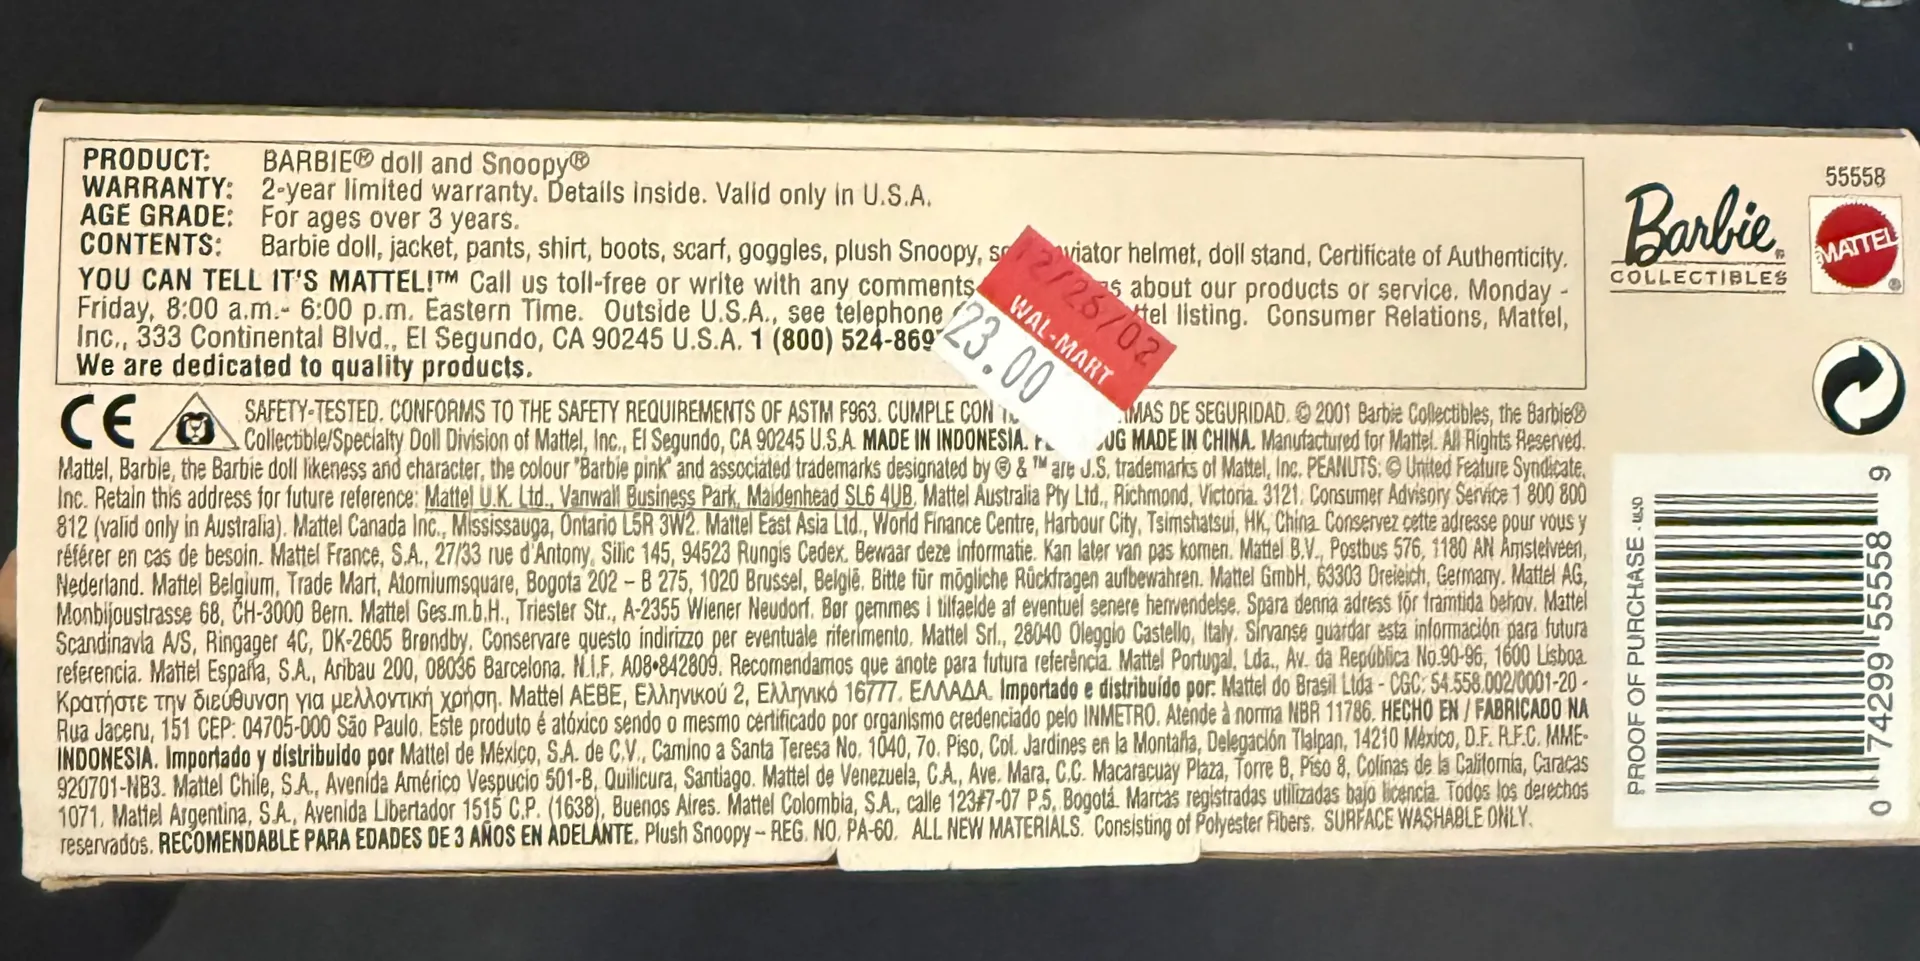 PRODUCT: BARBIE® doll and Snoopy®
WARRANTY: 2-year limited warranty. Details inside. Valid only in U.S.A.
AGE GRADE: For ages over 3 years.
CONTENTS: Barbie doll, jacket, pants, shirt, boots, scarf, goggles, plush Snoopy, helmet, doll stand, Certificate of Authenticity.
YOU CAN TELL IT'S MATTEL!™ Call us toll-free or write with any comments about our products or service. Monday -
Friday, 8:00 a.m.- 6:00 p.m. Eastern Time. Outside U.S.A., see telephone listing. Consumer Relations, Mattel,
Inc., 333 Continental Blvd., El Segundo, CA 90245 U.S.A. 1 (800)
We are dedicated to quality products.
12/26/02
WAL-MART
23.00
Barbie®
COLLECTIBLES
55558
MATTEL®
CE SAFETY-TESTED. CONFORMS TO THE SAFETY REQUIREMENTS OF ASTM F963. CUMPLE CON DE SEGURIDAD. © 2001 Barbie Collectibles, the Barbie®
Collectible/Specialty Doll Division of Mattel, Inc., El Segundo, CA 90245 U.S.A. MADE IN INDONESIA. MADE IN CHINA. Manufactured for Mattel. All Rights Reserved.
Mattel, Barbie, the Barbie doll likeness and character, the colour "Barbie pink" and associated trademarks designated by ® & ™ are U.S. trademarks of Mattel, Inc. PEANUTS: © United Feature Syndicate,
Inc. Retain this address for future reference: Mattel U.K. Ltd., Vanwall Business Park, Maidenhead SL6 4UB. Mattel Australia Pty Ltd., Richmond, Victoria. 3121. Consumer Advisory Service 1 800 800
812 (valid only in Australia). Mattel Canada Inc., Mississauga, Ontario L5R 3W2. Mattel East Asia Ltd., World Finance Centre, Harbour City, Tsimshatsui, HK, China. Conservez cette adresse pour vous y
référer en cas de besoin. Mattel France, S.A., 27/33 rue d'Antony, Silic 145, 94523 Rungis Cedex. Bewaar deze informatie. Kan later van pas komen. Mattel B.V., Postbus 576, 1180 AN Amstelveen,
Nederland. Mattel Belgium, Trade Mart, Atomiumsquare, Bogota 202 – B 275, 1020 Brussel, België. Bitte für mögliche Rückfragen aufbewahren. Mattel GmbH, 63303 Dreieich, Germany. Mattel AG,
Monbijoustrasse 68, CH-3000 Bern. Mattel Ges.m.b.H., Triester Str., A-2355 Wiener Neudorf. Bør gemmes i tilfaelde af eventuel senere henvendelse. Spara denna adress för framtida behov. Mattel
Scandinavia A/S, Ringager 4C, DK-2605 Brøndby. Conservare questo indirizzo per eventuale riferimento. Mattel Srl., 28040 Oleggio Castello, Italy. Sírvanse guardar esta información para futura
referencia. Mattel España, S.A., Aribau 200, 08036 Barcelona. N.I.F. A08•842809. Recomendamos que anote para futura referência. Mattel Portugal, Lda., Av. da República No.90-96, 1600 Lisboa.
Κρατήστε την διεύθυνση για μελλοντική χρήση. Mattel AEBE, Ελληνικού 2, Ελληνικό 16777. ΕΛΛΑΔΑ. Importado e distribuído por: Mattel do Brasil Ltda - CGC: 54.558.002/0001-20 -
Rua Jaceru, 151 CEP: 04705-000 São Paulo. Este produto é atóxico sendo o mesmo certificado por organismo credenciado pelo INMETRO. Atende à norma NBR 11786. HECHO EN / FABRICADO NA
INDONESIA. Importado y distribuido por Mattel de México, S.A. de C.V., Camino a Santa Teresa No. 1040, 7o. Piso, Col. Jardines en la Montaña, Delegación Tlalpan, 14210 México, D.F. R.F.C. MME-
920701-NB3. Mattel Chile, S.A., Avenida Américo Vespucio 501-B, Quilicura, Santiago. Mattel de Venezuela, C.A., Ave. Mara, C.C. Macaracuay Plaza, Torre B, Piso 8, Colinas de la California, Caracas
1071. Mattel Argentina, S.A., Avenida Libertador 1515 C.P. (1638), Buenos Aires. Mattel Colombia, S.A., calle 123#7-07 P.5, Bogotá. Marcas registradas utilizadas bajo licencia. Todos los derechos
reservados. RECOMENDABLE PARA EDADES DE 3 AÑOS EN ADELANTE. Plush Snoopy – REG. NO. PA-60. ALL NEW MATERIALS. Consisting of Polyester Fibers. SURFACE WASHABLE ONLY.
PROOF OF PURCHASE
0 74299 55558 9